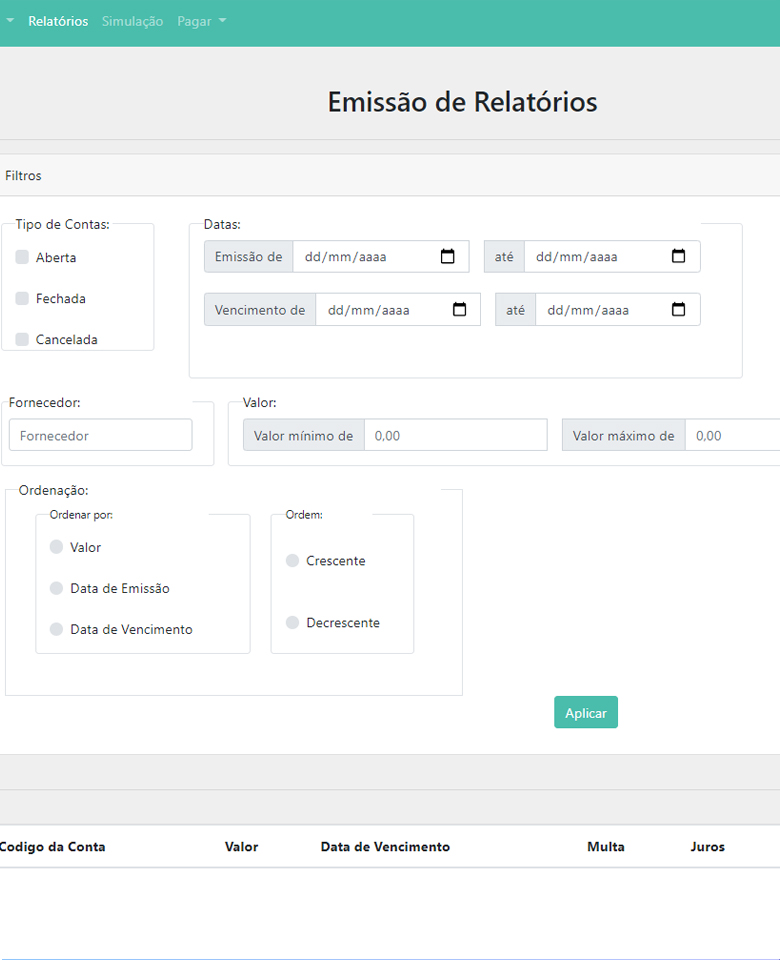 Relatórios Simulação Pagar
Emissão de Relatórios
Filtros
Tipo de Contas:
Aberta
Fechada
Cancelada
Datas:
Emissão de dd/mm/aaaa até dd/mm/aaaa
Vencimento de dd/mm/aaaa até dd/mm/aaaa
Fornecedor:
Fornecedor
Valor:
Valor mínimo de 0,00 Valor máximo de 0,00
Ordenação:
Ordenar por:
Valor
Data de Emissão
Data de Vencimento
Ordem:
Crescente
Decrescente
Aplicar
Codigo da Conta Valor Data de Vencimento Multa Juros